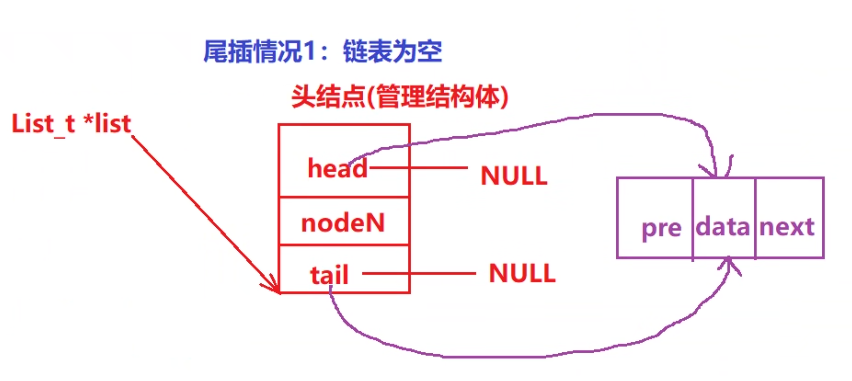 尾插情况1：链表为空
头结点(管理结构体)
List_t *list
head
NULL
nodeN
pre data next
tail
NULL